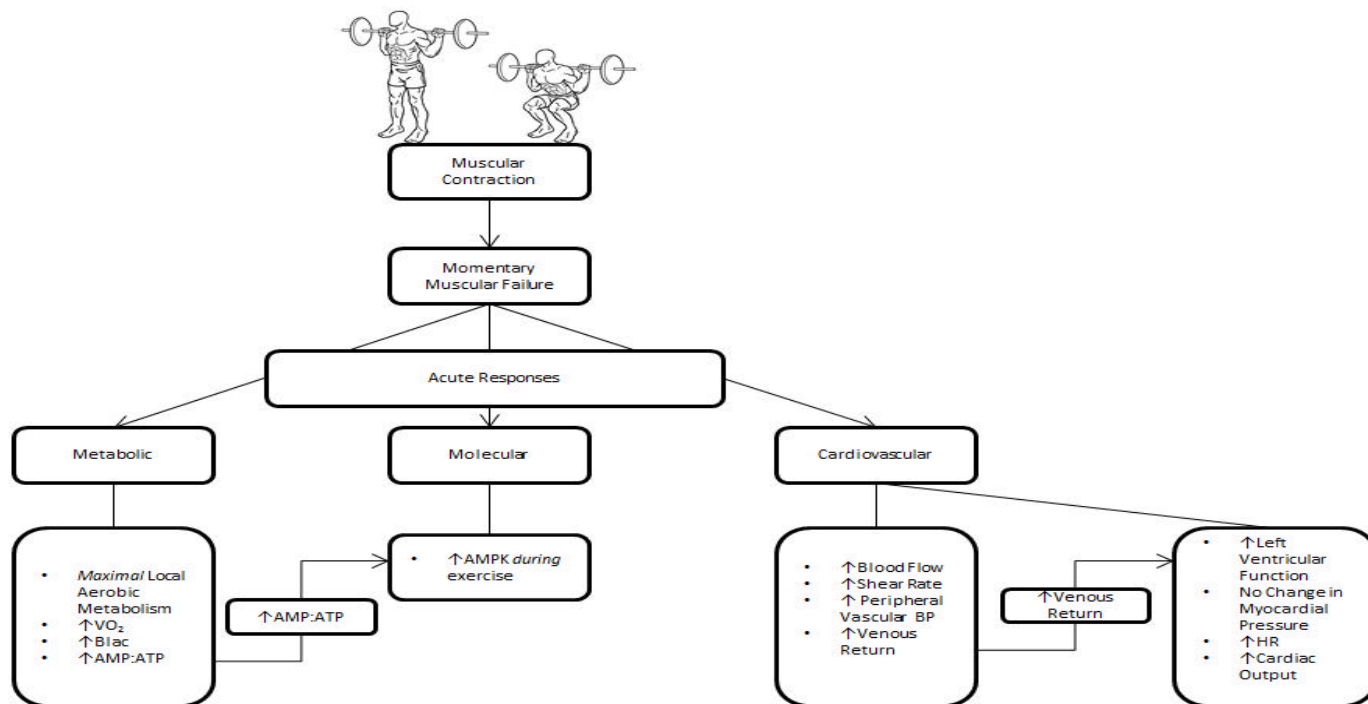 Muscular
Contraction
Momentary
Muscular Failure
Acute Responses
Metabolic
Molecular
Cardiovascular
• Maximal Local
Aerobic
Metabolism
• ↑VO₂
• ↑Blac
• ↑AMP:ATP
↑AMP:ATP
• ↑AMPK during
exercise
• ↑Blood Flow
• ↑Shear Rate
• ↑ Peripheral
Vascular BP
• ↑Venous
Return
↑Venous
Return
• ↑Left
Ventricular
Function
• No Change in
Myocardial
Pressure
• ↑HR
• ↑Cardiac
Output